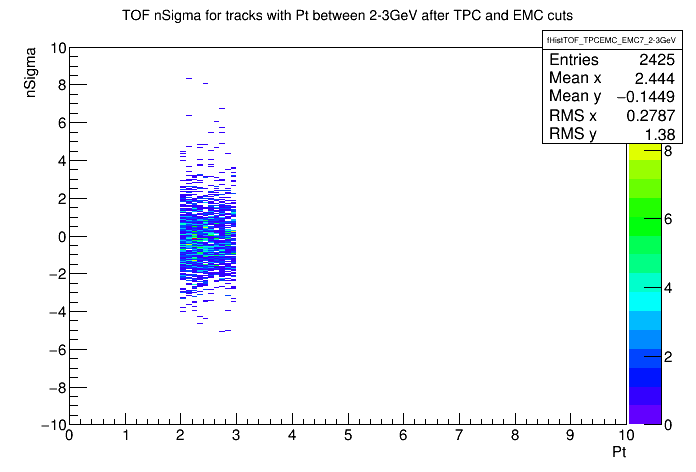 TOF nSigma for tracks with Pt between 2-3GeV after TPC and EMC cuts
fHistTOF_TPCEMC_EMC7_2-3GeV
Entries 2425
Mean x 2.444
Mean y −0.1449
RMS x 0.2787
RMS y 1.38
nSigma
10
8
6
4
2
0
−2
−4
−6
−8
−10
0 1 2 3 4 5 6 7 8 9 10
Pt
8
6
4
2
0